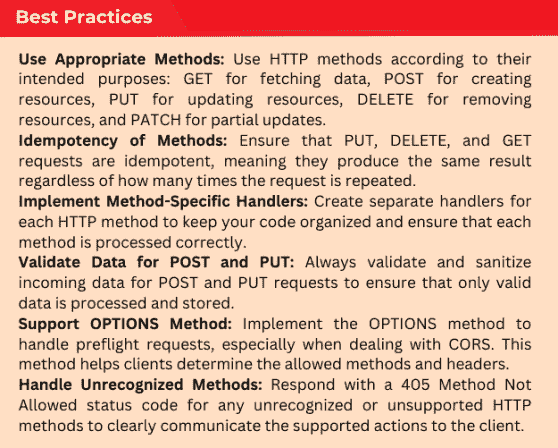 Best Practices
Use Appropriate Methods: Use HTTP methods according to their
intended purposes: GET for fetching data, POST for creating
resources, PUT for updating resources, DELETE for removing
resources, and PATCH for partial updates.
Idempotency of Methods: Ensure that PUT, DELETE, and GET
requests are idempotent, meaning they produce the same result
regardless of how many times the request is repeated.
Implement Method-Specific Handlers: Create separate handlers for
each HTTP method to keep your code organized and ensure that each
method is processed correctly.
Validate Data for POST and PUT: Always validate and sanitize
incoming data for POST and PUT requests to ensure that only valid
data is processed and stored.
Support OPTIONS Method: Implement the OPTIONS method to
handle preflight requests, especially when dealing with CORS. This
method helps clients determine the allowed methods and headers.
Handle Unrecognized Methods: Respond with a 405 Method Not
Allowed status code for any unrecognized or unsupported HTTP
methods to clearly communicate the supported actions to the client.